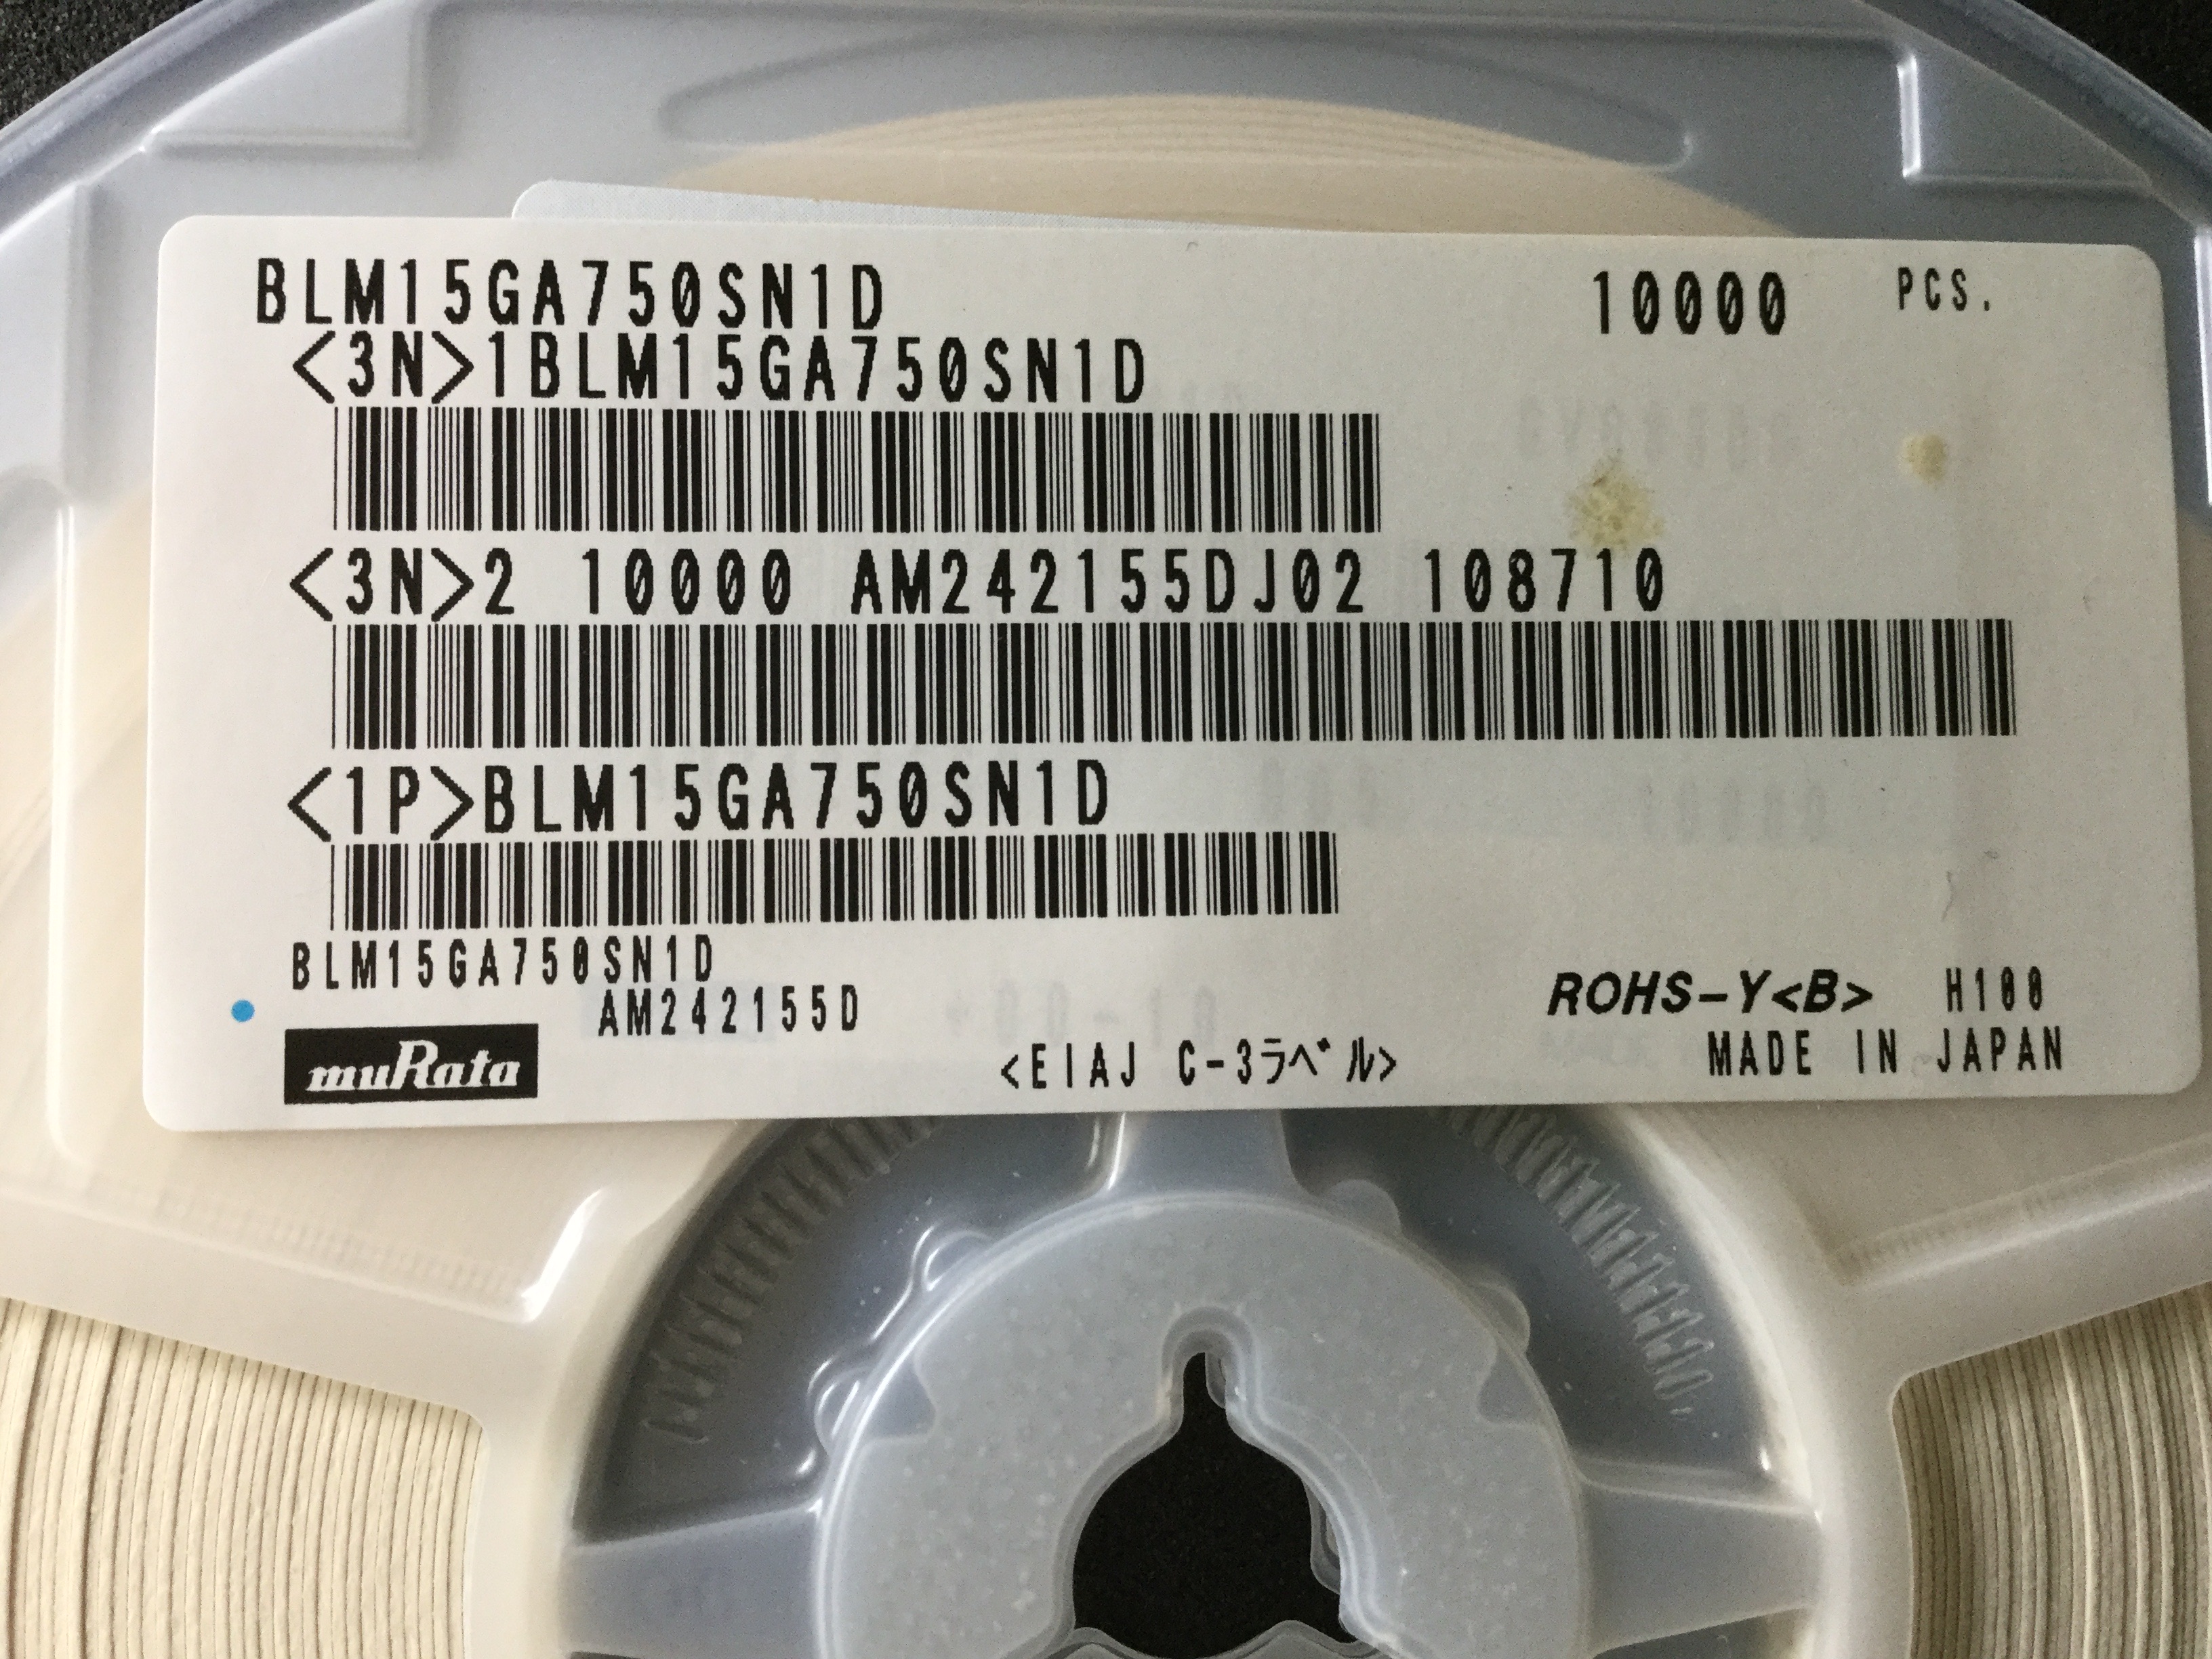 BLM15GA750SN1D 10000 PCS.
<3N>1BLM15GA750SN1D
<3N>2 10000 AM242155DJ02 108710
<1P>BLM15GA750SN1D
BLM15GA750SN1D
AM242155D
ROHS-Y<B> H100
muRata
<EIAJ C-3ラベル>
MADE IN JAPAN